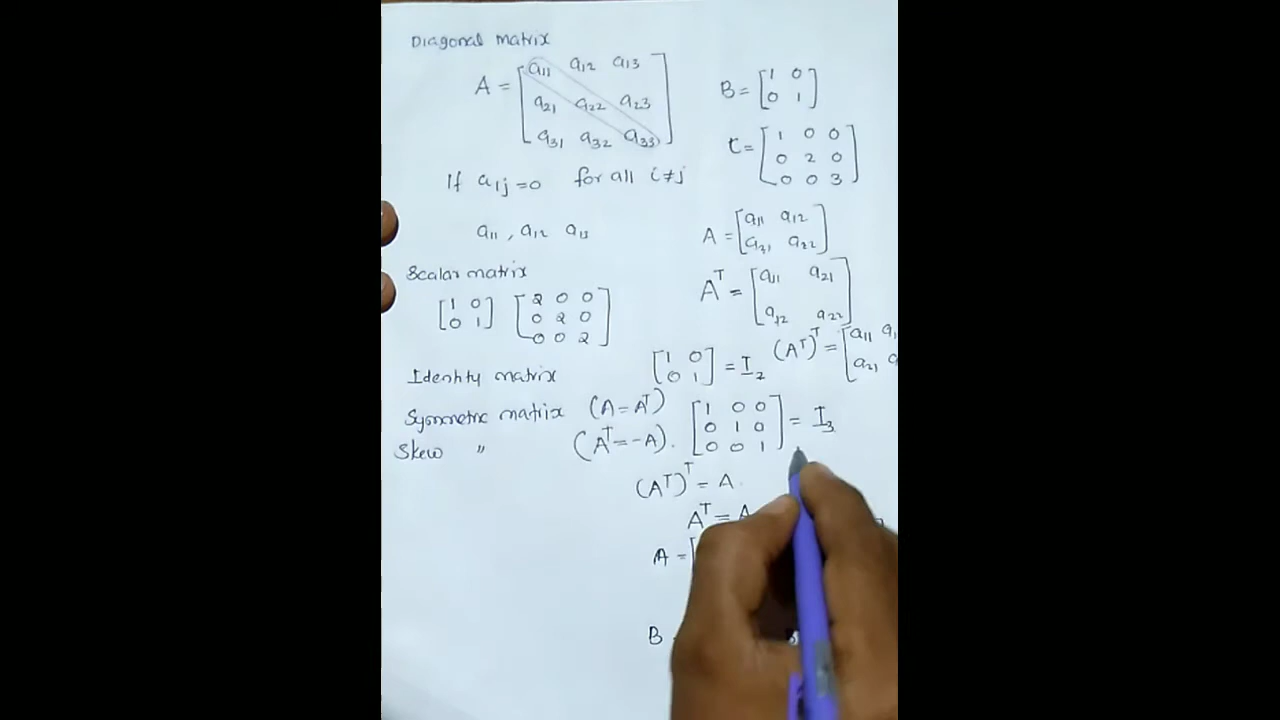 Diagonal matrix
A = [a11 a12 a13
a21 a22 a23
a31 a32 a33]
B = [1 0
0 1]
C = [1 0 0
0 2 0
0 0 3]
If aij = 0 for all i ≠ j
a11, a12 a13
A = [a11 a12
a21 a22]
Scalar matrix
[1 0
0 1]
[2 0 0
0 2 0
0 0 2]
A^T = [a11 a21
a12 a22]
(A^T)^T = [a11 a1
a21 a
Identity matrix
[1 0
0 1] = I2
Symmetric matrix (A = A^T)
[1 0 0
0 1 0
0 0 1] = I3
Skew " (A^T = -A).
(A^T)^T = A.
A^T = A
A = [
B =